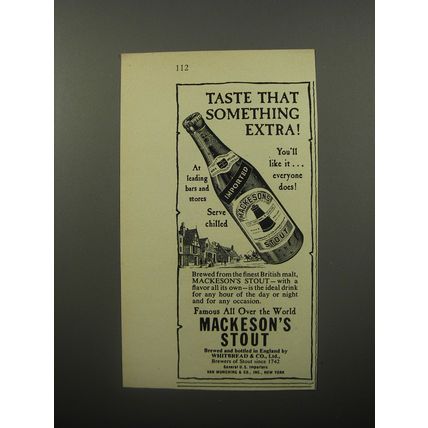 112
TASTE THAT
SOMETHING
EXTRA!
You'll
like it...
everyone
does!
At
leading
bars and
stores
Serve
chilled
IMPORTED
MACKESON'S
STOUT
Brewed from the finest British malt,
MACKESON'S STOUT—with a
flavor all its own—is the ideal drink
for any hour of the day or night
and for any occasion.
Famous All Over the World
MACKESON'S
STOUT
Brewed and bottled in England by
WHITBREAD & CO., Ltd.,
Brewers of Stout since 1742
General U.S. Importers
VAN MUNCHING & CO., INC., NEW YORK